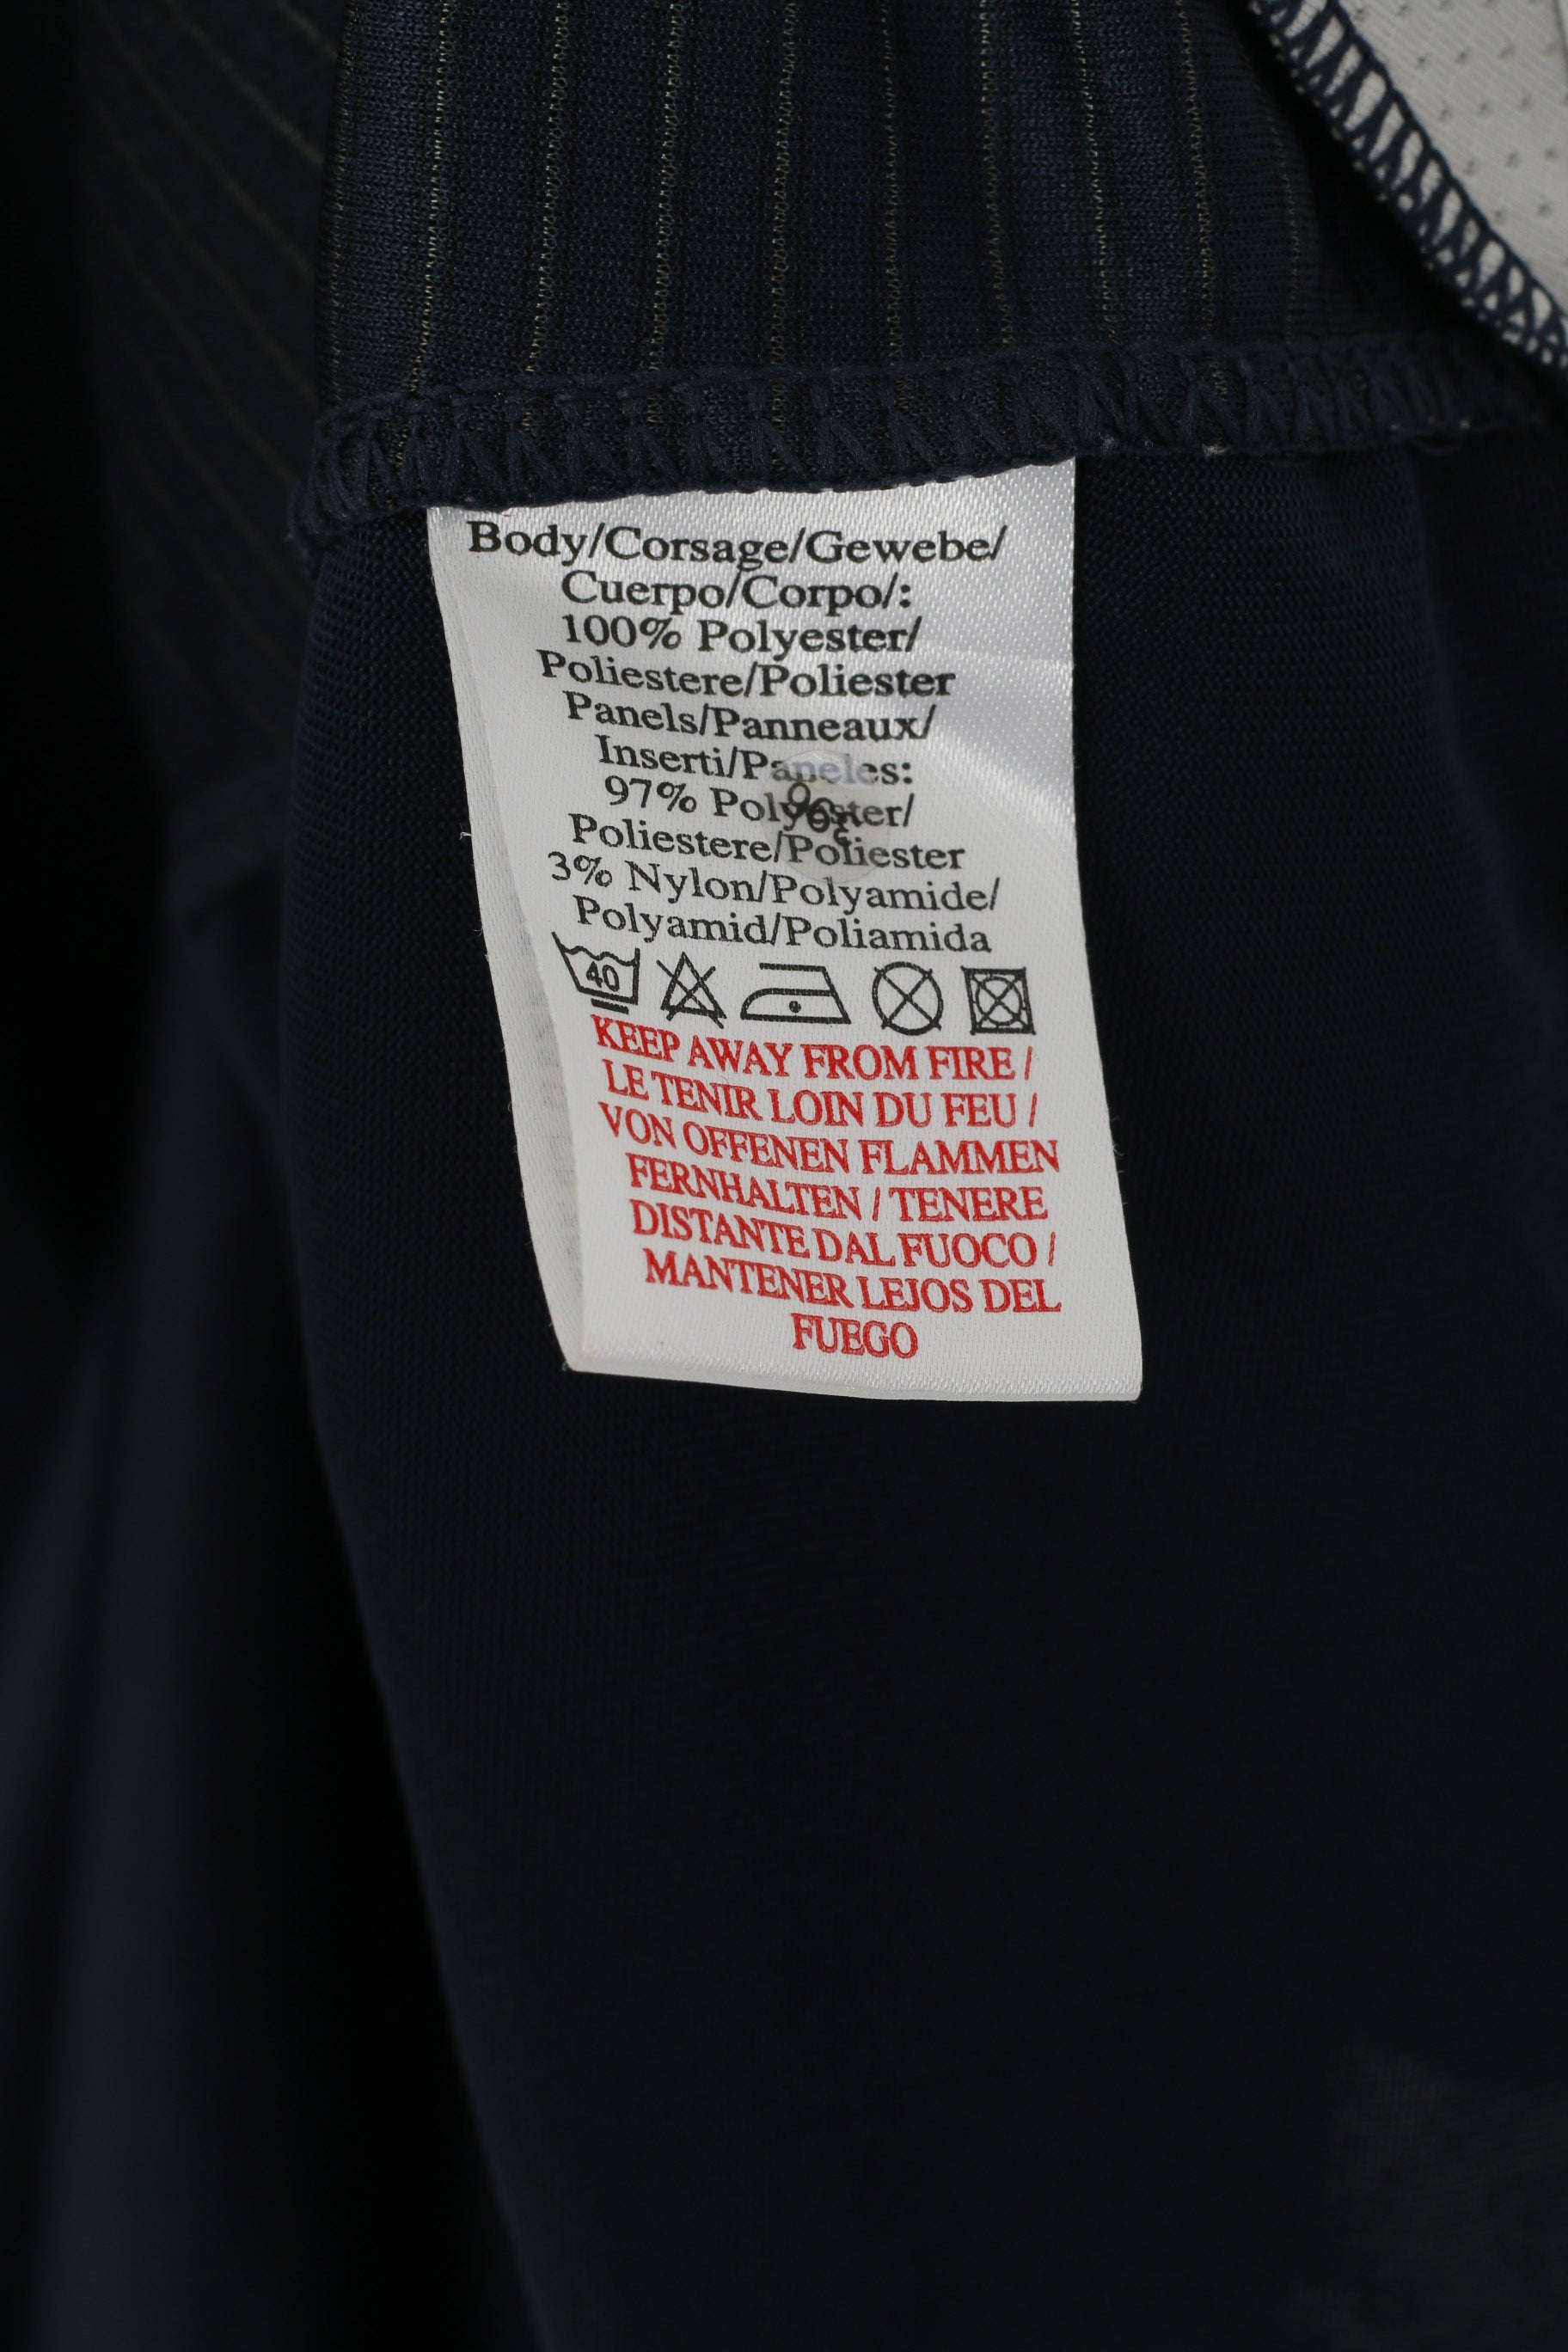 Body/Corsage/Gewebe/
Cuerpo/Corpo/:
100% Polyester/
Poliestere/Poliester
Panels/Panneaux/
Inserti/Paneles:
97% Polyester/
Poliestere/Poliester
3% Nylon/Polyamide/
Polyamid/Poliamida
40
KEEP AWAY FROM FIRE /
LE TENIR LOIN DU FEU /
VON OFFENEN FLAMMEN
FERNHALTEN / TENERE
DISTANTE DAL FUOCO /
MANTENER LEJOS DEL
FUEGO